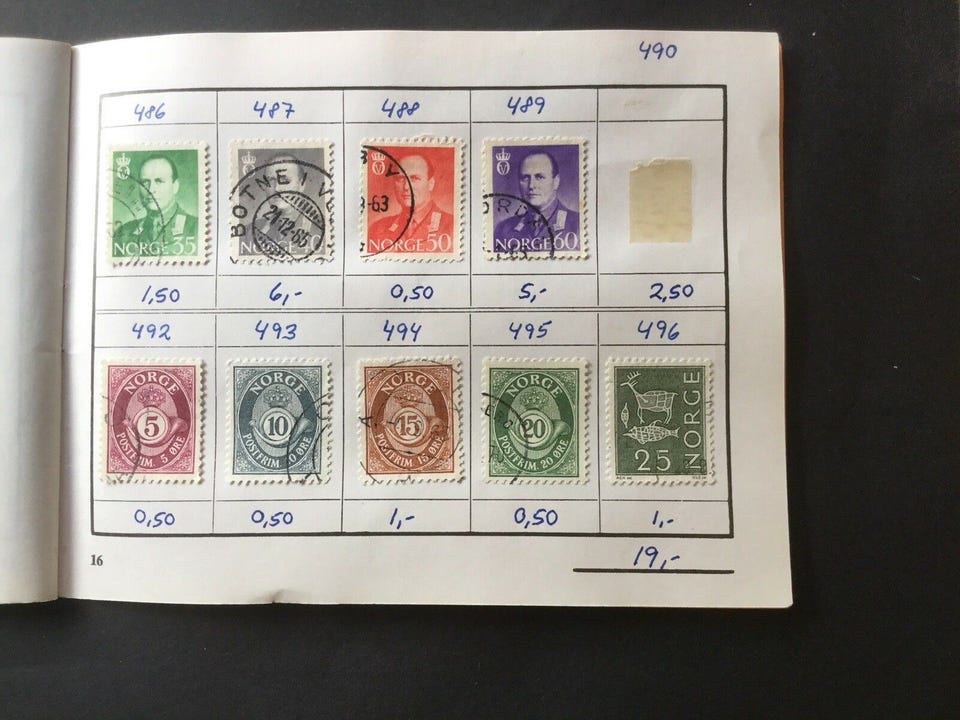 490
486 487 488 489
NORGE 35
BOTNE I V
21-12-65
40
V
-63
NORGE 50
NORGE 60
1,50 6,- 0,50 5,- 2,50
492 493 494 495 496
NORGE
5
POSTFRIM. 5 ØRE
NORGE
10
POSTFRIM. 10 ØRE
NORGE
15
POSTFRIM. 15 ØRE
NORGE
20
POSTFRIM. 20 ØRE
NORGE
25
0,50 0,50 1,- 0,50 1,-
16
19,-